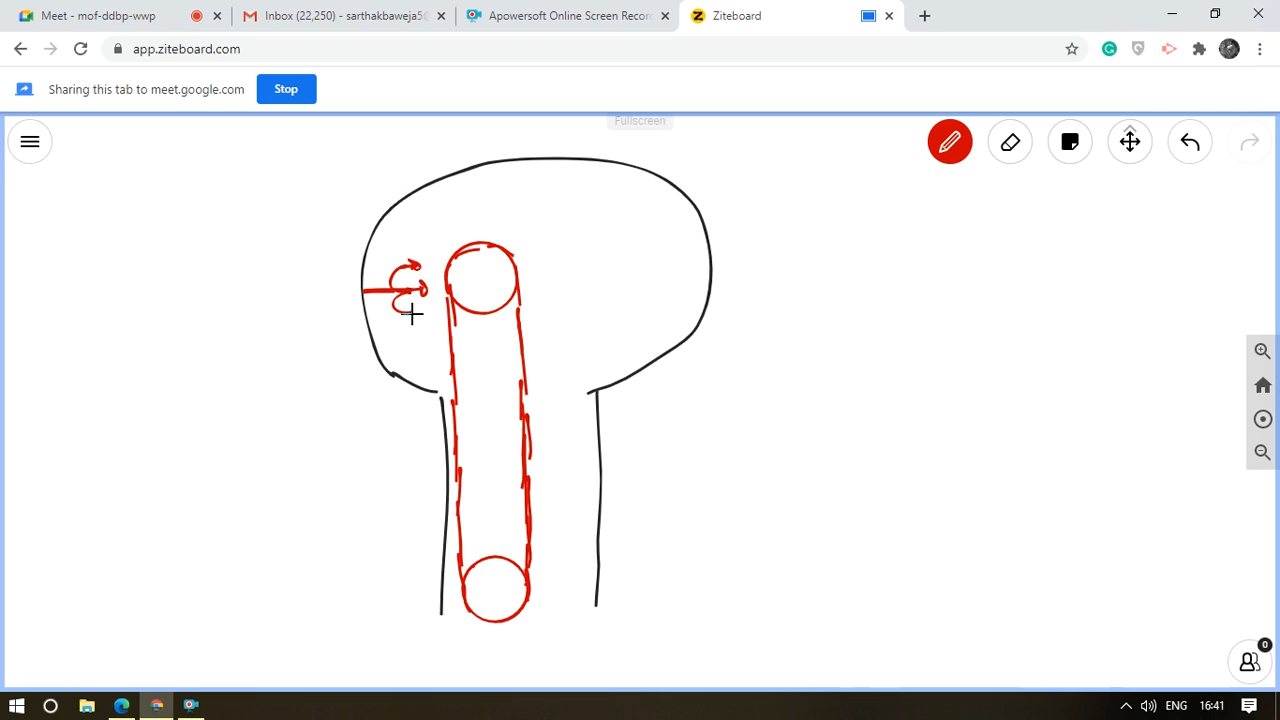 Meet - mof-ddbp-wwp
Inbox (22,250) - sarthakbaweja5
Apowersoft Online Screen Recor
Ziteboard
app.ziteboard.com
Sharing this tab to meet.google.com
Stop
Fullscreen
0
ENG
16:41